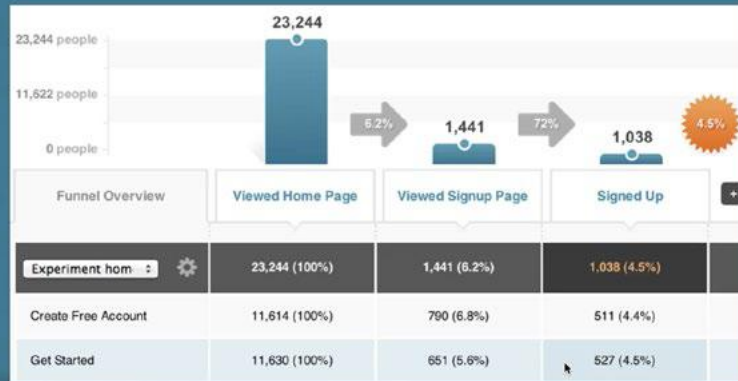 23,244
23,244 people
11,622 people
6.2%
1,441
72%
1,038
4.5%
0 people
Funnel Overview
Viewed Home Page
Viewed Signup Page
Signed Up
+
Experiment hom
23,244 (100%)
1,441 (6.2%)
1,038 (4.5%)
Create Free Account
11,614 (100%)
790 (6.8%)
511 (4.4%)
Get Started
11,630 (100%)
651 (5.6%)
527 (4.5%)